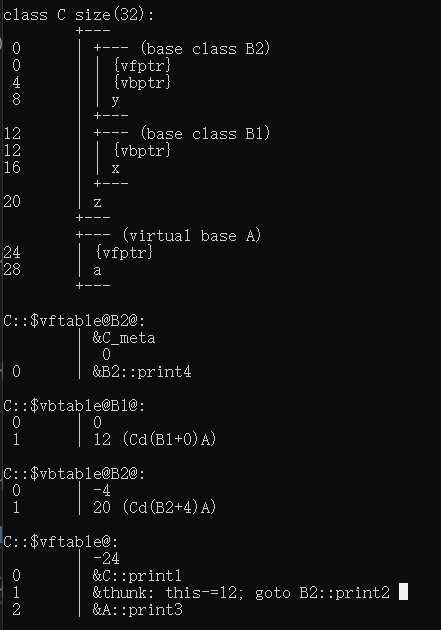 class C size(32):
        +---
 0      | +--- (base class B2)
 0      | | {vfptr}
 4      | | {vbptr}
 8      | | y
        | +---
12      | +--- (base class B1)
12      | | {vbptr}
16      | | x
        | +---
20      | z
        +---
        +--- (virtual base A)
24      | {vfptr}
28      | a
        +---

C::$vftable@B2@:
        | &C_meta
        |  0
 0      | &B2::print4

C::$vbtable@B1@:
 0      | 0
 1      | 12 (Cd(B1+0)A)

C::$vbtable@B2@:
 0      | -4
 1      | 20 (Cd(B2+4)A)

C::$vftable@:
        | -24
 0      | &C::print1
 1      | &thunk: this-=12; goto B2::print2
 2      | &A::print3